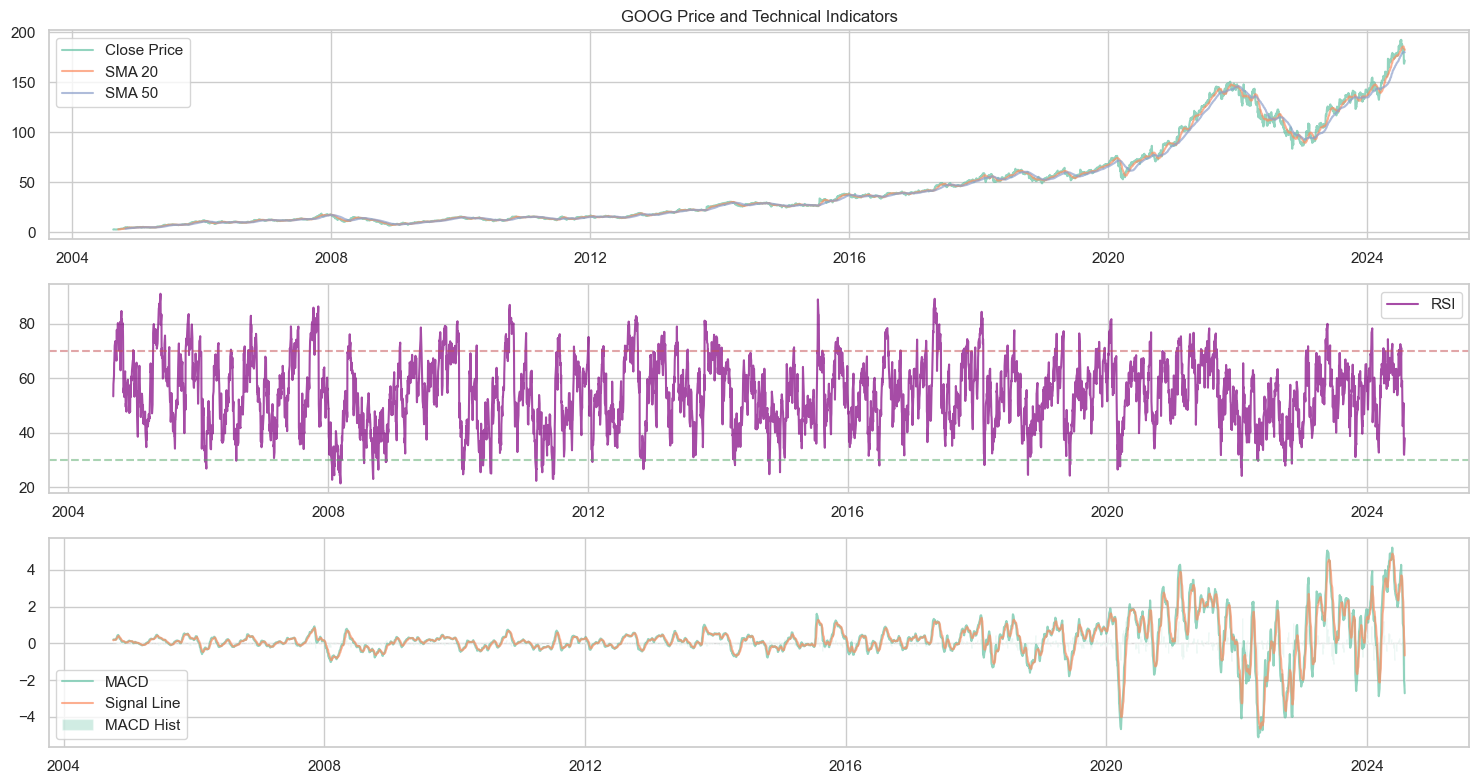 GOOG Price and Technical Indicators
200
150
100
50
0
Close Price
SMA 20
SMA 50
2004 2008 2012 2016 2020 2024
80
60
40
20
RSI
2004 2008 2012 2016 2020 2024
4
2
0
−2
−4
MACD
Signal Line
MACD Hist
2004 2008 2012 2016 2020 2024